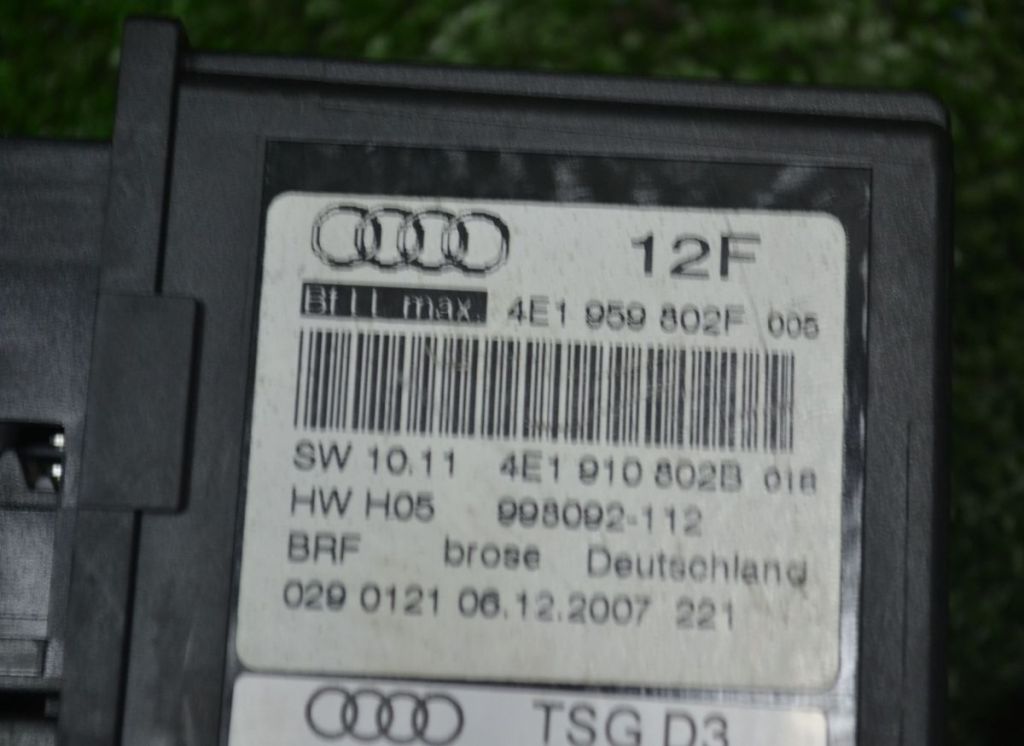 12F
Bf LL max. 4E1 959 802F 005
SW 10.11 4E1 910 802B 018
HW H05 998092-112
BRF brose Deutschland
029 0121 06.12.2007 221
TSG D3